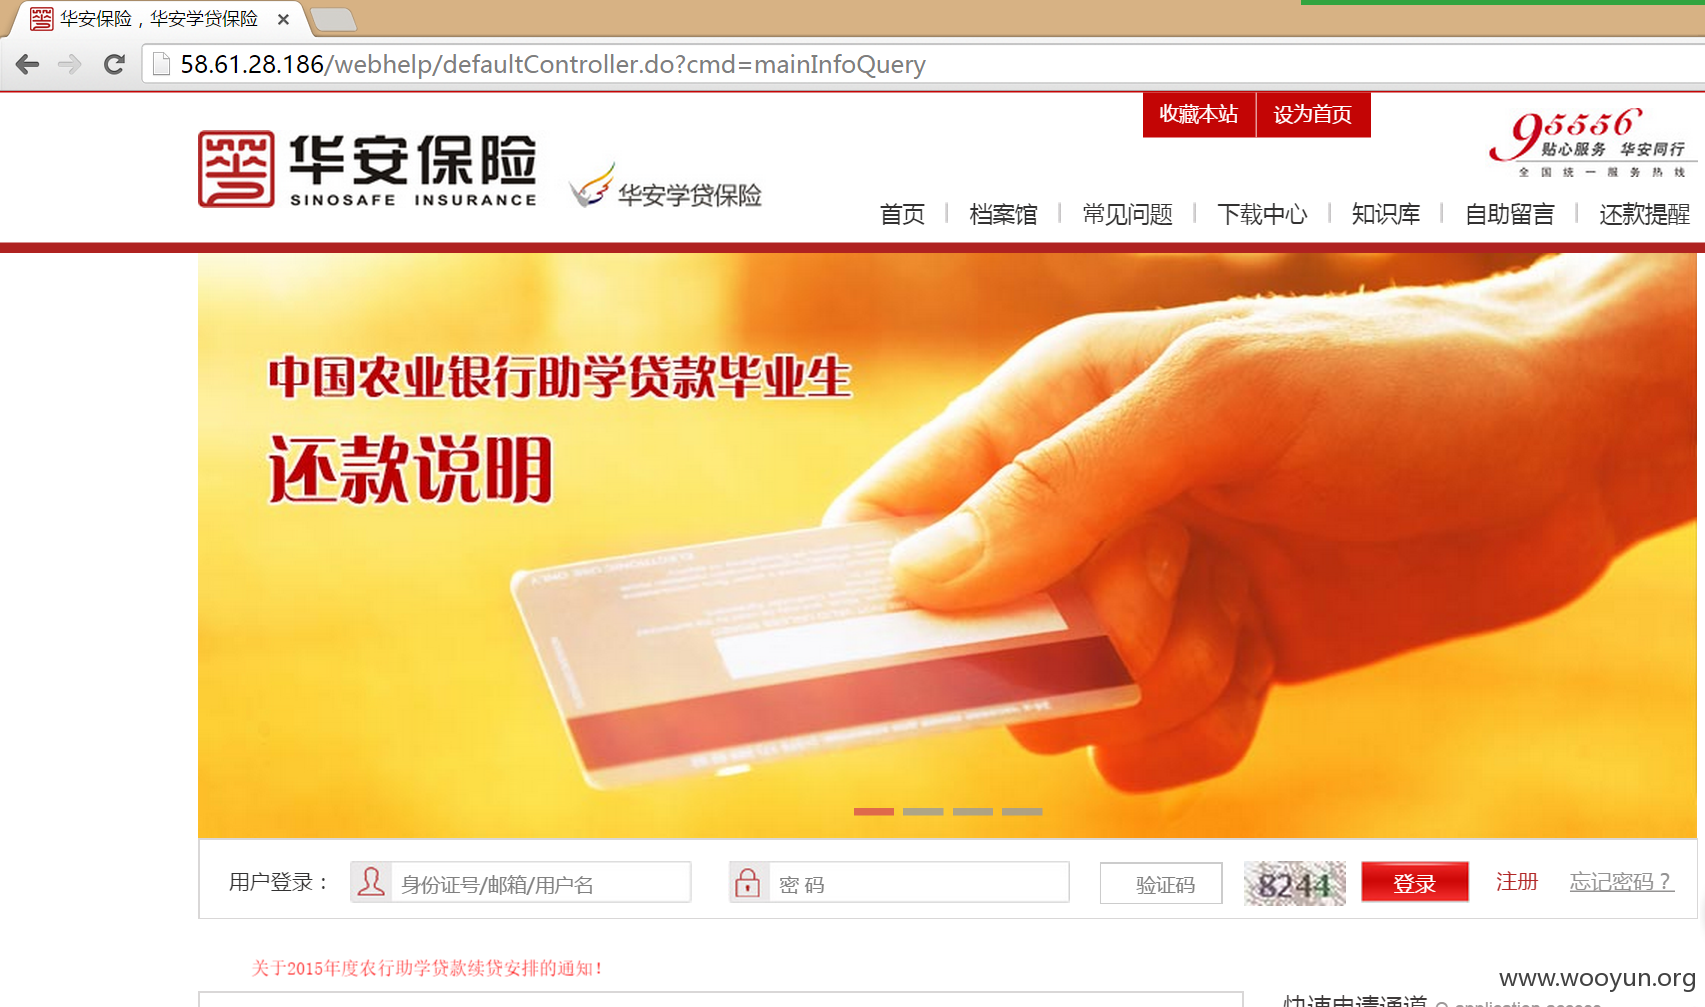 华安保险，华安学贷保险
58.61.28.186/webhelp/defaultController.do?cmd=mainInfoQuery
收藏本站 设为首页
95556
贴心服务 华安同行
全国统一服务热线
华安保险
SINOSAFE INSURANCE
华安学贷保险
首页 档案馆 常见问题 下载中心 知识库 自助留言 还款提醒
中国农业银行助学贷款毕业生
还款说明
用户登录： 身份证号/邮箱/用户名 密 码 验证码 8244 登录 注册 忘记密码？
关于2015年度农行助学贷款续贷安排的通知！
www.wooyun.org
快速申请通道